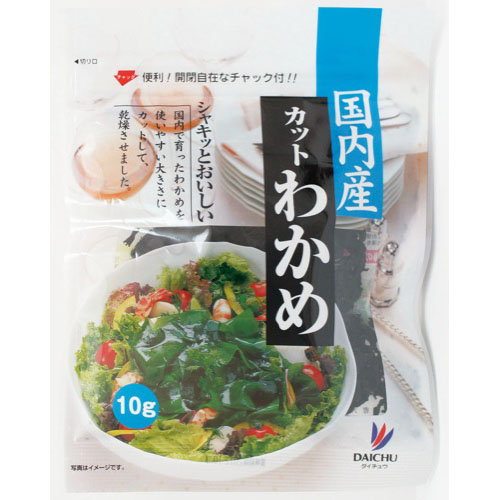 ◀切り口
チャック
便利！開閉自在なチャック付！！
国内産
カット
わかめ
シャキッとおいしい
国内で育ったわかめを
使いやすい大きさに
カットして、
乾燥させました。
10g
写真はイメージです。
DAICHU
ダイチュウ